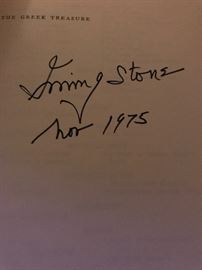 THE GREEK TREASURE
Irving Stone
Nov 1975